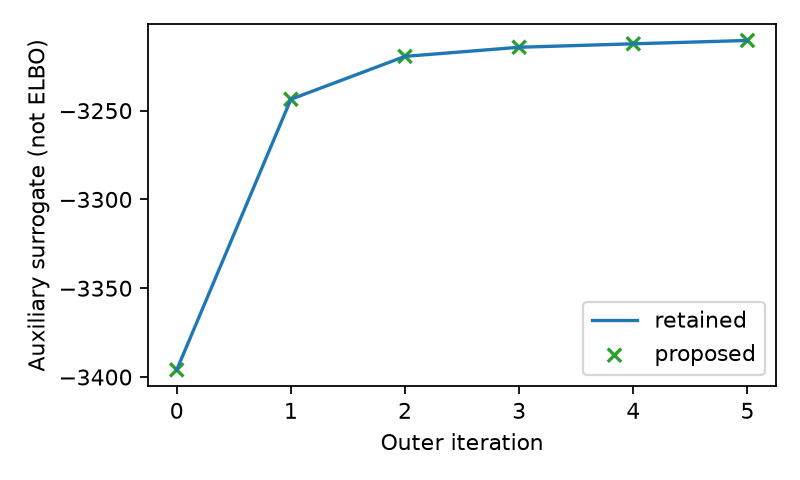 Auxiliary surrogate (not ELBO)
−3250
−3300
−3350
−3400
retained
proposed
0 1 2 3 4 5
Outer iteration